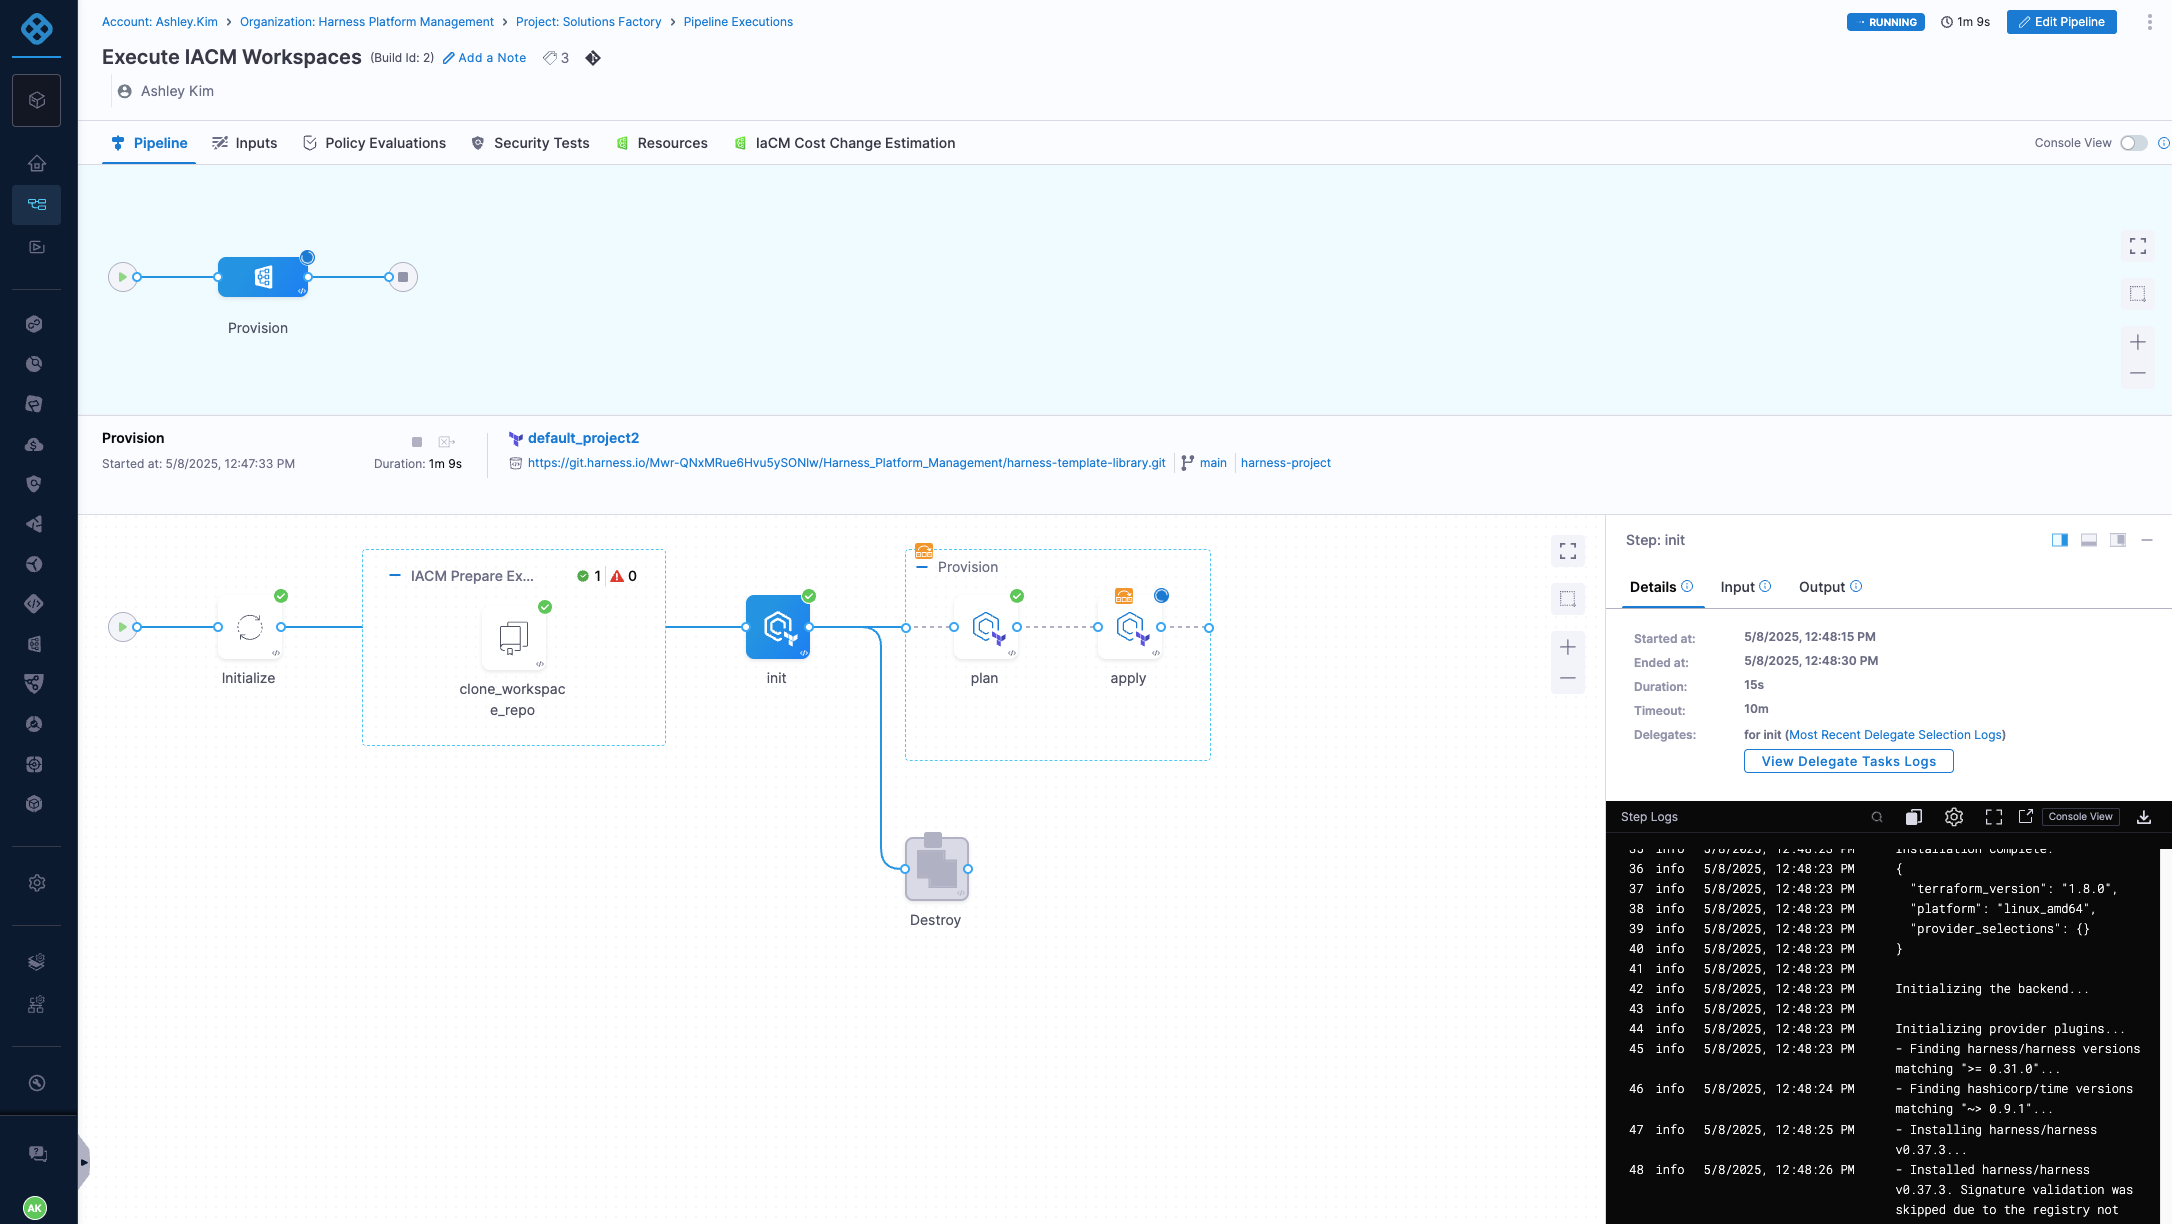 Account: Ashley.Kim > Organization: Harness Platform Management > Project: Solutions Factory > Pipeline Executions
RUNNING 1m 9s Edit Pipeline
Execute IACM Workspaces (Build Id: 2) Add a Note 3
Ashley Kim
Pipeline Inputs Policy Evaluations Security Tests Resources IaCM Cost Change Estimation
Console View
Provision
Provision
Started at: 5/8/2025, 12:47:33 PM
Duration: 1m 9s
default_project2
https://git.harness.io/Mwr-QNxMRue6Hvu5ySONlw/Harness_Platform_Management/harness-template-library.git main harness-project
Initialize
IACM Prepare Ex... 1 0
clone_workspac
e_repo
init
Provision
plan
apply
Destroy
Step: init
Details Input Output
Started at: 5/8/2025, 12:48:15 PM
Ended at: 5/8/2025, 12:48:30 PM
Duration: 15s
Timeout: 10m
Delegates: for init (Most Recent Delegate Selection Logs)
View Delegate Tasks Logs
Step Logs Console View
35 info 5/8/2025, 12:48:23 PM Installation complete.
36 info 5/8/2025, 12:48:23 PM {
37 info 5/8/2025, 12:48:23 PM "terraform_version": "1.8.0",
38 info 5/8/2025, 12:48:23 PM "platform": "linux_amd64",
39 info 5/8/2025, 12:48:23 PM "provider_selections": {}
40 info 5/8/2025, 12:48:23 PM }
41 info 5/8/2025, 12:48:23 PM
42 info 5/8/2025, 12:48:23 PM Initializing the backend...
43 info 5/8/2025, 12:48:23 PM
44 info 5/8/2025, 12:48:23 PM Initializing provider plugins...
45 info 5/8/2025, 12:48:23 PM - Finding harness/harness versions
matching ">= 0.31.0"...
46 info 5/8/2025, 12:48:24 PM - Finding hashicorp/time versions
matching "~> 0.9.1"...
47 info 5/8/2025, 12:48:25 PM - Installing harness/harness
v0.37.3...
48 info 5/8/2025, 12:48:26 PM - Installed harness/harness
v0.37.3. Signature validation was
skipped due to the registry not
AK